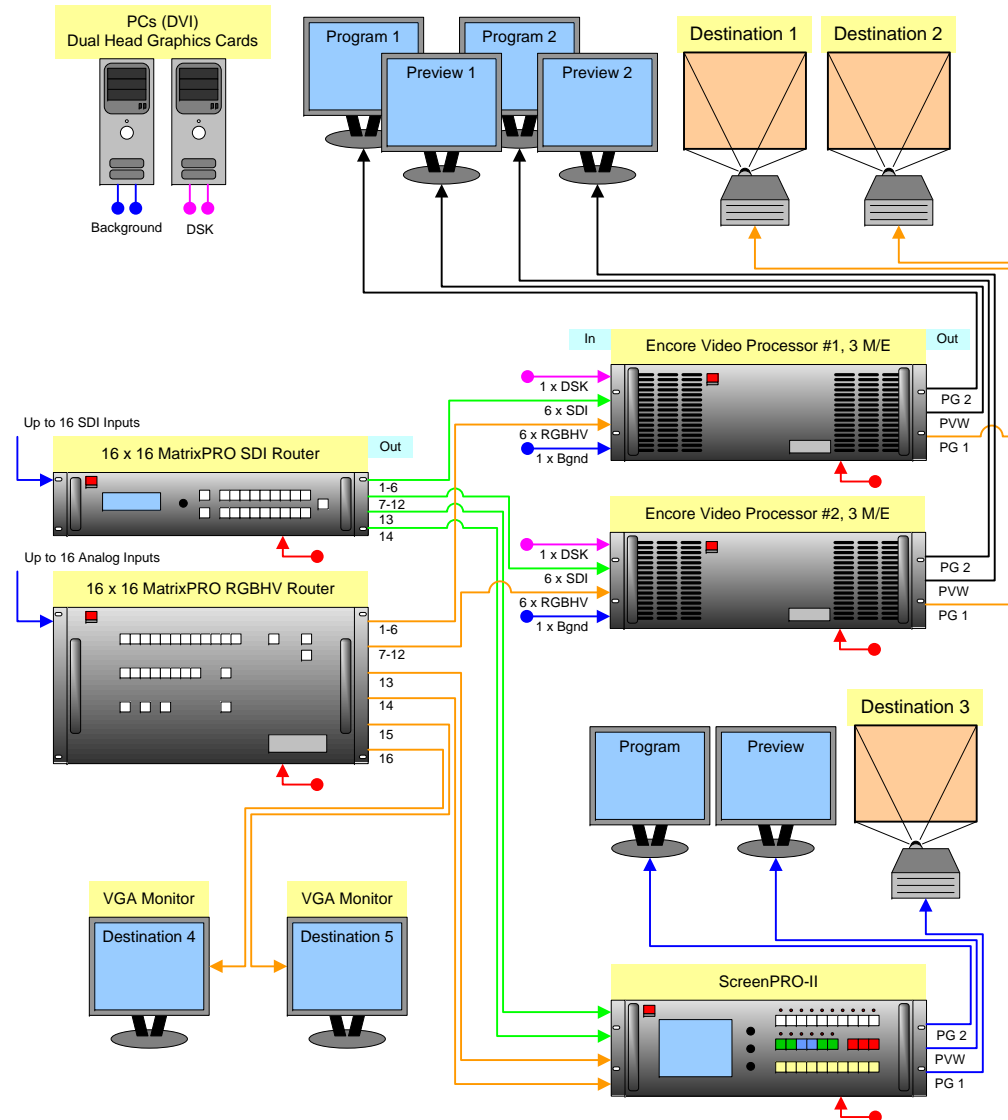 PCs (DVI)
Dual Head Graphics Cards
Background
DSK
Program 1
Program 2
Preview 1
Preview 2
Destination 1
Destination 2
In
Encore Video Processor #1, 3 M/E
Out
1 x DSK
6 x SDI
6 x RGBHV
1 x Bgnd
PG 2
PVW
PG 1
Up to 16 SDI Inputs
16 x 16 MatrixPRO SDI Router
Out
1-6
7-12
13
14
Encore Video Processor #2, 3 M/E
1 x DSK
6 x SDI
6 x RGBHV
1 x Bgnd
PG 2
PVW
PG 1
Up to 16 Analog Inputs
16 x 16 MatrixPRO RGBHV Router
1-6
7-12
13
14
15
16
Program
Preview
Destination 3
VGA Monitor
Destination 4
VGA Monitor
Destination 5
ScreenPRO-II
PG 2
PVW
PG 1